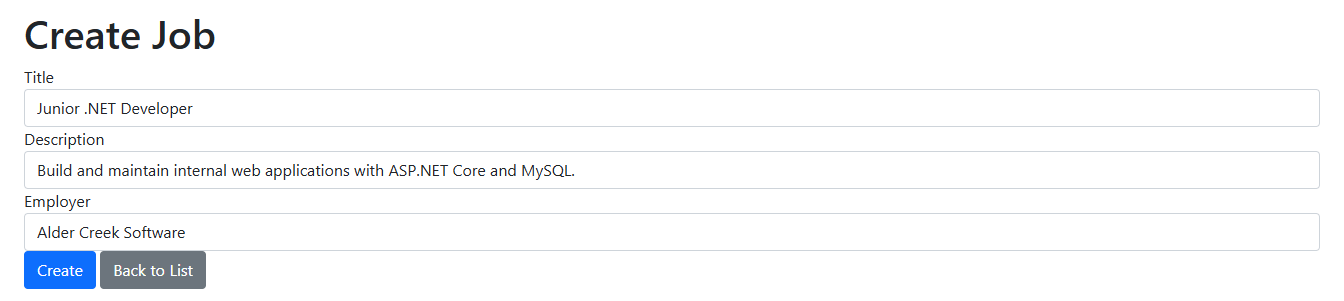 Create Job
Title
Junior .NET Developer
Description
Build and maintain internal web applications with ASP.NET Core and MySQL.
Employer
Alder Creek Software
Create Back to List